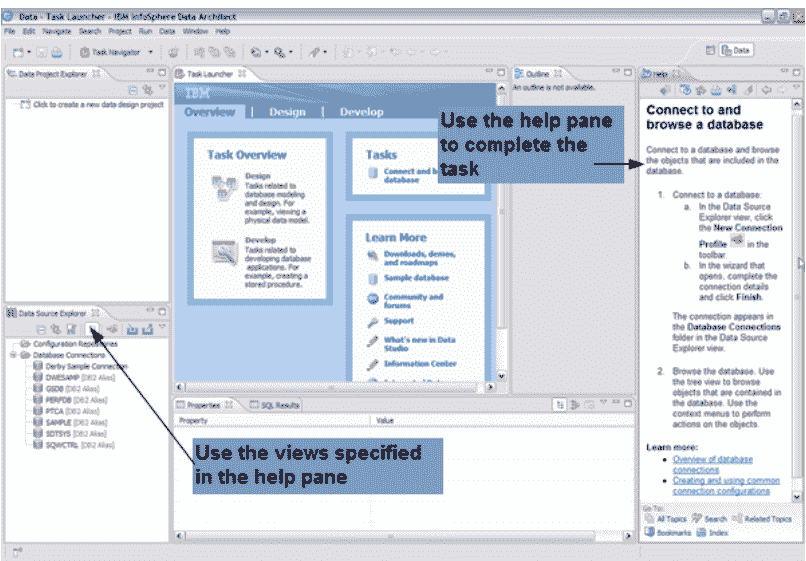 Data - Task Launcher - IBM InfoSphere Data Architect
File Edit Navigate Search Project Run Data Window Help
Task Navigator
Data
Data Project Explorer
Click to create a new data design project
Task Launcher
IBM
Overview | Design | Develop
Task Overview
Design
Tasks related to
database modeling
and design. For
example, viewing a
physical data model.
Develop
Tasks related to
developing database
applications. For
example, creating a
stored procedure.
Tasks
Connect and b
database
Learn More
Downloads, demos,
and roadmaps
Sample database
Community and
forums
Support
What's new in Data
Studio
Information Center
Outline
An outline is not available.
Use the help pane
to complete the
task
Help
Connect to and
browse a database
Connect to a database and browse
the objects that are included in the
database.
1. Connect to a database:
a. In the Data Source
Explorer view, click
the New Connection
Profile in the
toolbar
b. In the wizard that
opens, complete the
connection details
and click Finish.
The connection appears in
the Database Connections
folder in the Data Source
Explorer view.
2. Browse the database. Use
the tree view to browse
objects that are contained in
the database. Use the
context menus to perform
actions on the objects.
Learn more:
Overview of database
connections
Creating and using common
connection configurations
Go To:
All Topics Search Related Topics
Bookmarks Index
Data Source Explorer
Configuration Repositories
Database Connections
Derby Sample Connection
DWESAMP [DB2 Alias]
GSDB [DB2 Alias]
PERFDB [DB2 Alias]
PTCA [DB2 Alias]
SAMPLE [DB2 Alias]
SDTSYS [DB2 Alias]
SQWCTRL [DB2 Alias]
Properties SQL Results
Property Value
Use the views specified
in the help pane